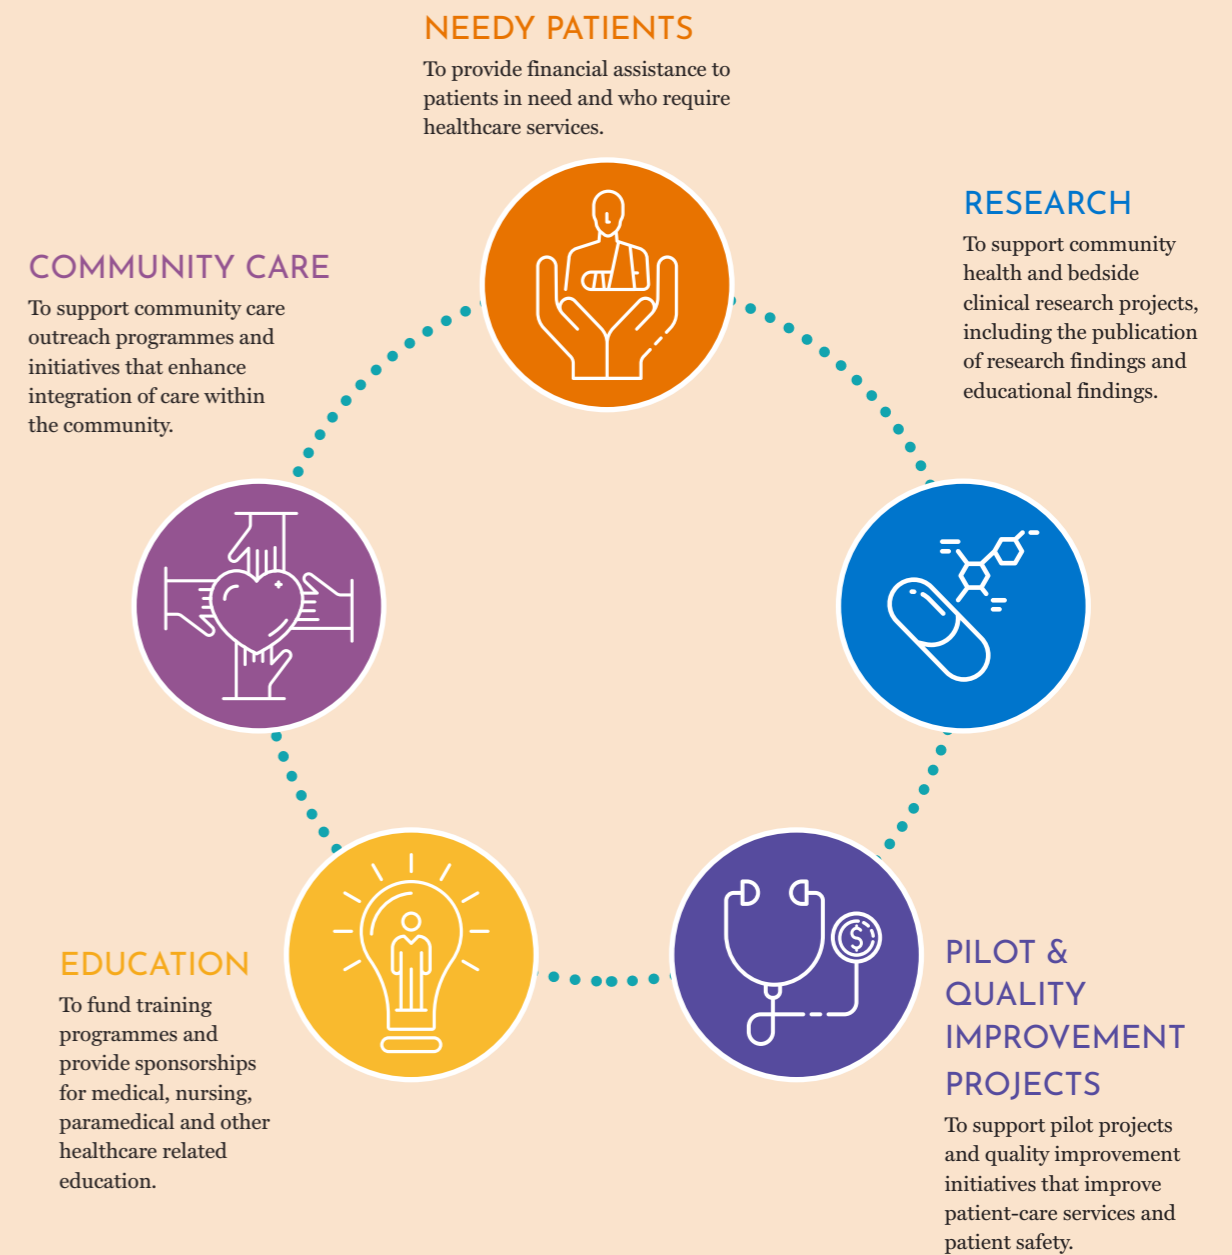 NEEDY PATIENTS
To provide financial assistance to
patients in need and who require
healthcare services.
RESEARCH
To support community
health and bedside
clinical research projects,
including the publication
of research findings and
educational findings.
COMMUNITY CARE
To support community care
outreach programmes and
initiatives that enhance
integration of care within
the community.
EDUCATION
To fund training
programmes and
provide sponsorships
for medical, nursing,
paramedical and other
healthcare related
education.
$
PILOT &
QUALITY
IMPROVEMENT
PROJECTS
To support pilot projects
and quality improvement
initiatives that improve
patient-care services and
patient safety.